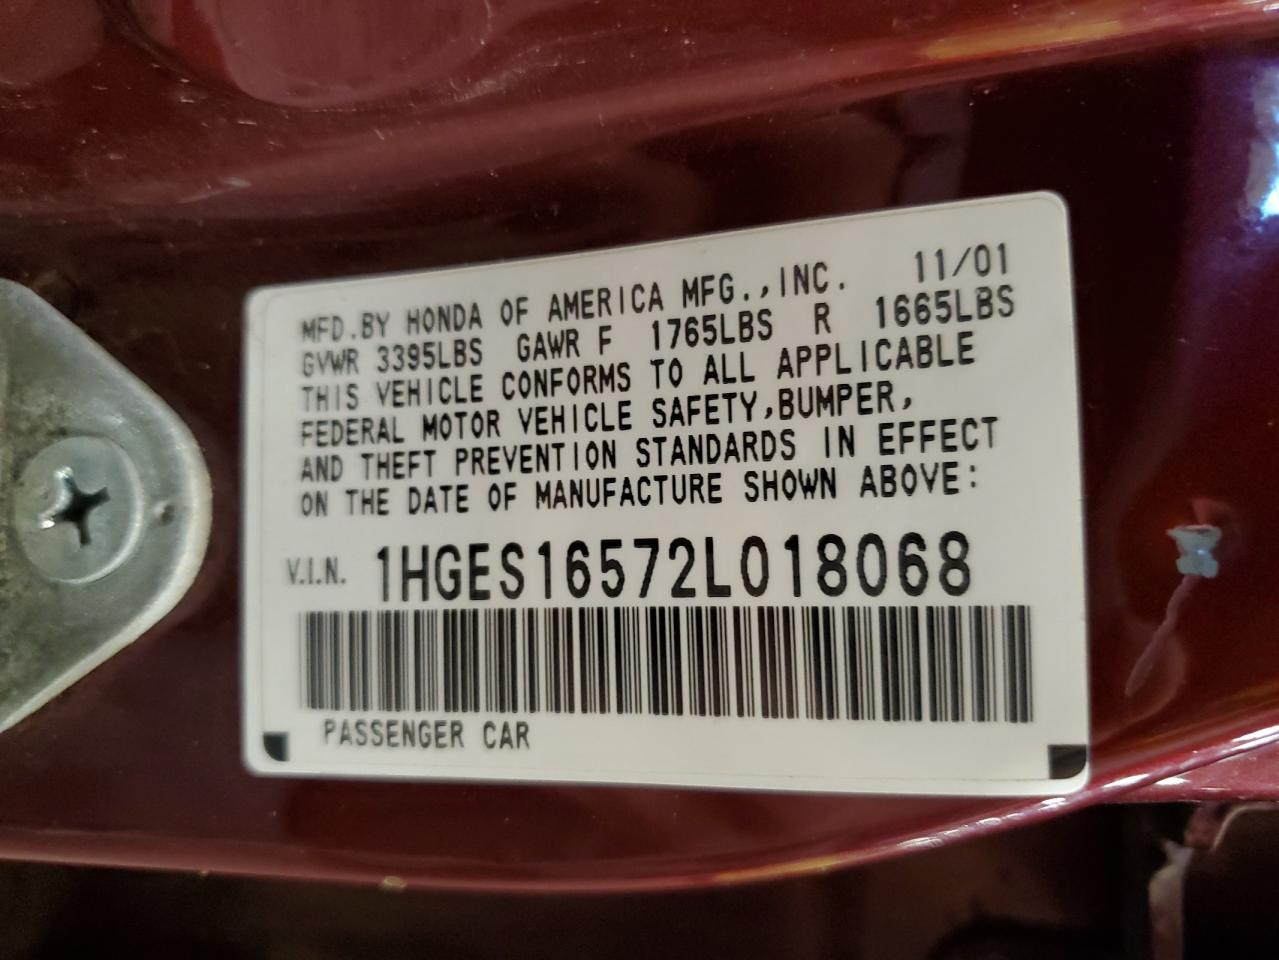 MFD.BY HONDA OF AMERICA MFG.,INC. 11/01
GVWR 3395LBS GAWR F 1765LBS R 1665LBS
THIS VEHICLE CONFORMS TO ALL APPLICABLE
FEDERAL MOTOR VEHICLE SAFETY,BUMPER,
AND THEFT PREVENTION STANDARDS IN EFFECT
ON THE DATE OF MANUFACTURE SHOWN ABOVE:
V.I.N. 1HGES16572L018068
PASSENGER CAR